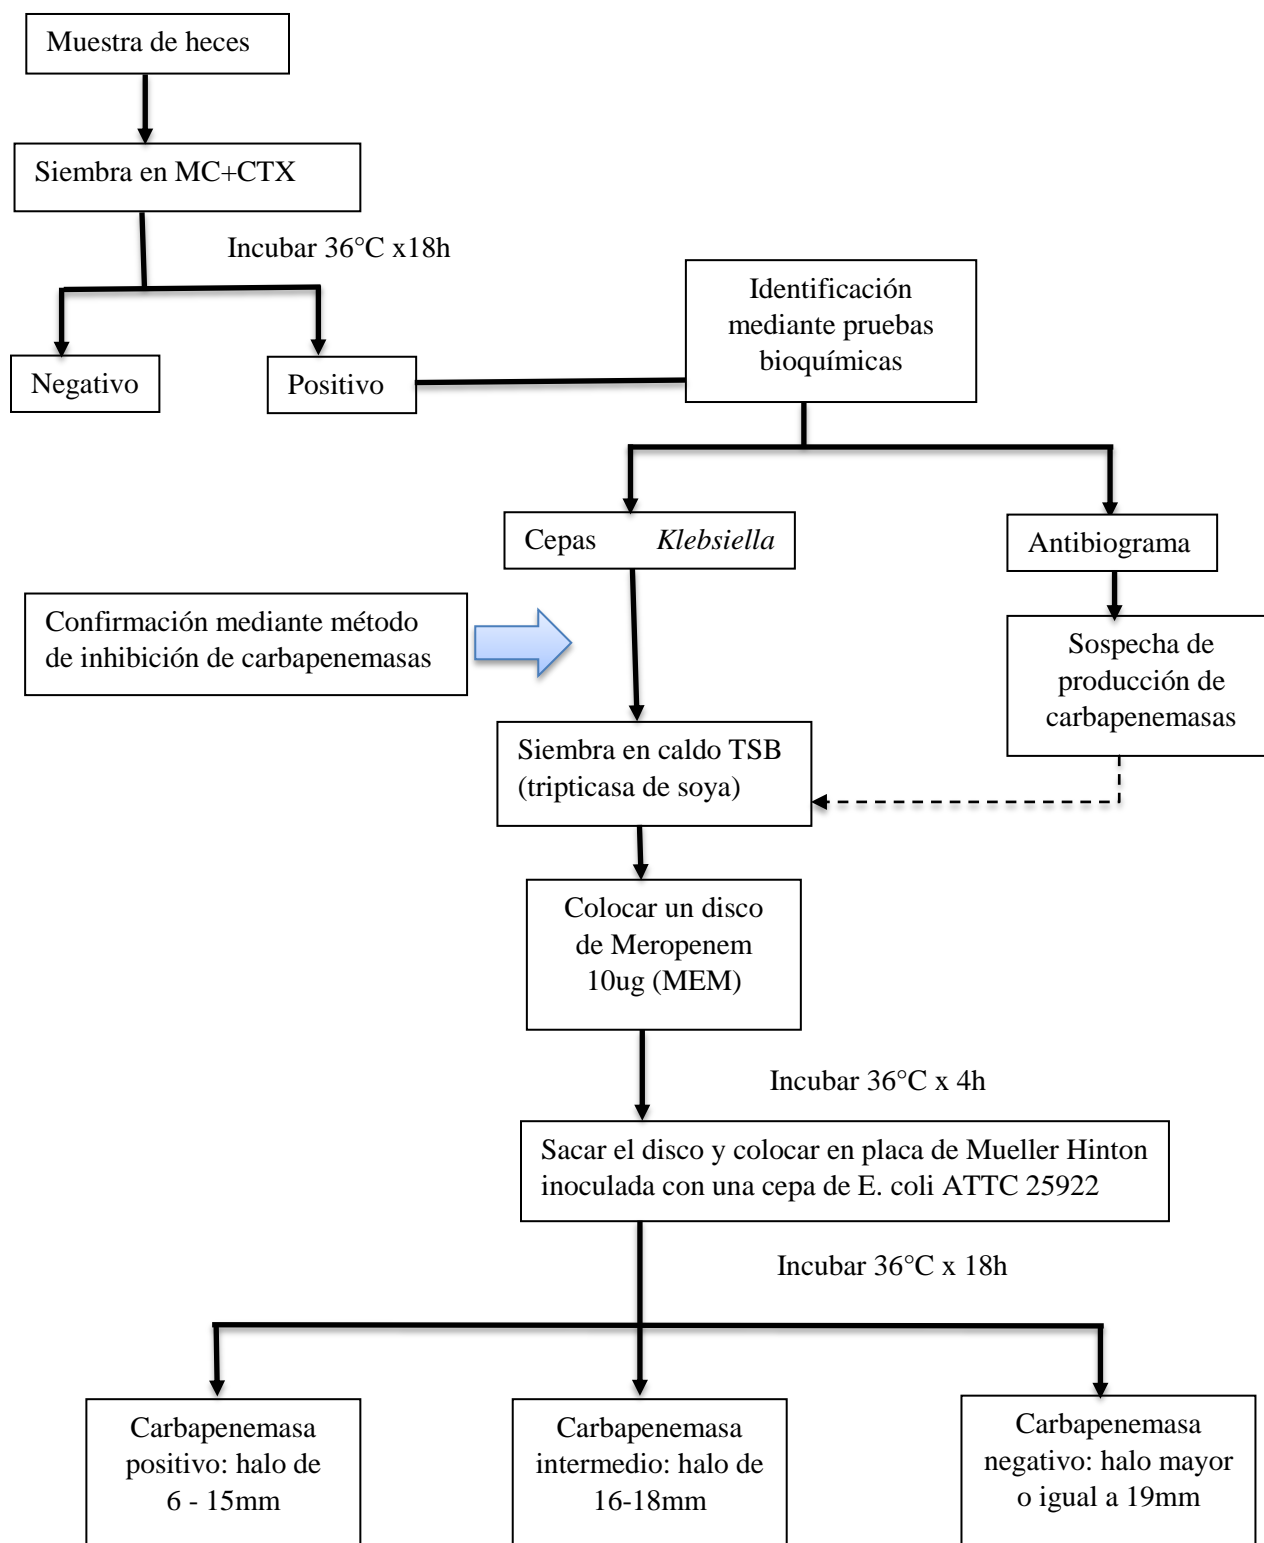 Muestra de heces
Siembra en MC+CTX
Incubar 36°C x18h
Negativo
Positivo
Identificación
mediante pruebas
bioquímicas
Cepas Klebsiella
Antibiograma
Confirmación mediante método
de inhibición de carbapenemasas
Sospecha de
producción de
carbapenemasas
Siembra en caldo TSB
(tripticasa de soya)
Colocar un disco
de Meropenem
10ug (MEM)
Incubar 36°C x 4h
Sacar el disco y colocar en placa de Mueller Hinton
inoculada con una cepa de E. coli ATTC 25922
Incubar 36°C x 18h
Carbapenemasa
positivo: halo de
6 - 15mm
Carbapenemasa
intermedio: halo de
16-18mm
Carbapenemasa
negativo: halo mayor
o igual a 19mm